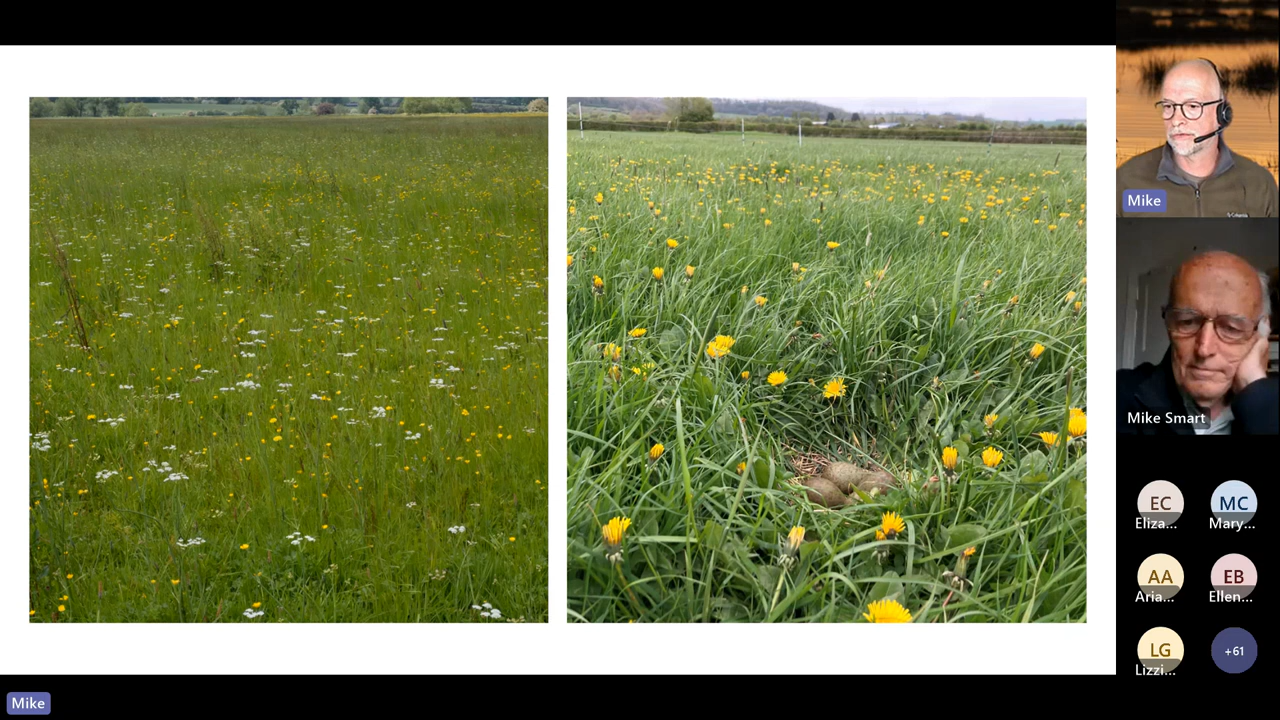 Mike
Mike Smart
EC
MC
Eliza...
Mary...
AA
EB
Aria...
Ellen...
LG
+61
Lizzi...
Mike